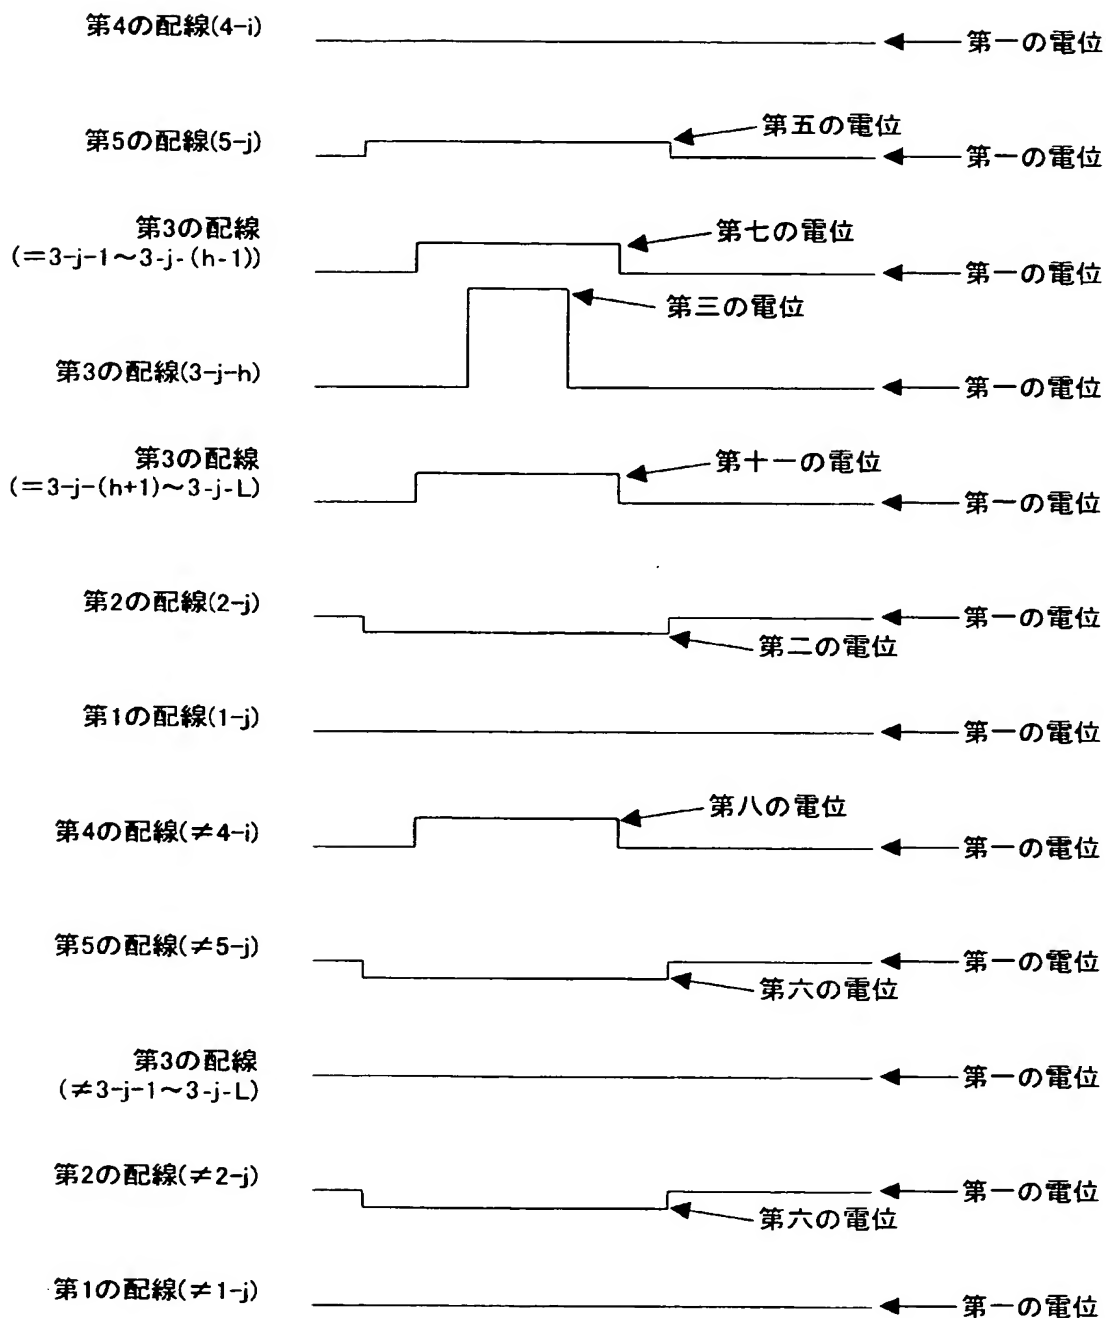 第4の配線(4-i)
第一の電位
第5の配線(5-j)
第五の電位
第一の電位
第3の配線
(=3-j-1～3-j-(h-1))
第七の電位
第一の電位
第三の電位
第3の配線(3-j-h)
第一の電位
第3の配線
(=3-j-(h+1)～3-j-L)
第十一の電位
第一の電位
第2の配線(2-j)
第一の電位
第二の電位
第1の配線(1-j)
第一の電位
第4の配線(≠4-i)
第八の電位
第一の電位
第5の配線(≠5-j)
第一の電位
第六の電位
第3の配線
(≠3-j-1～3-j-L)
第一の電位
第2の配線(≠2-j)
第一の電位
第六の電位
第1の配線(≠1-j)
第一の電位